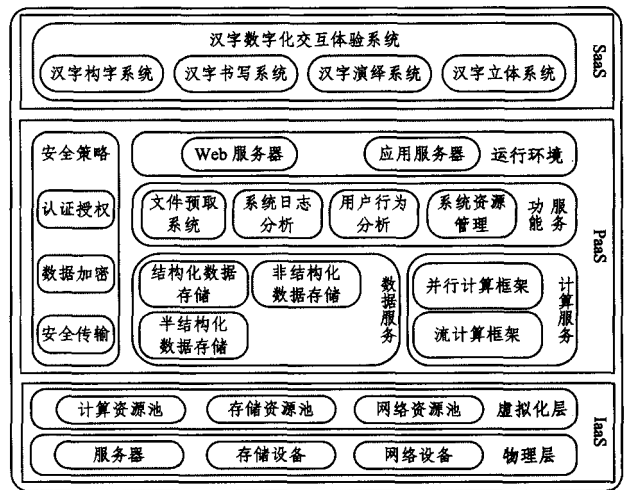 汉字数字化交互体验系统
汉字构字系统 汉字书写系统 汉字演绎系统 汉字立体系统
SaaS
安全策略
认证授权
数据加密
安全传输
Web 服务器 应用服务器 运行环境
文件预取系统
系统日志分析
用户行为分析
系统资源管理
功能服务
结构化数据存储
非结构化数据存储
半结构化数据存储
数据服务
并行计算框架
流计算框架
计算服务
PaaS
计算资源池 存储资源池 网络资源池 虚拟化层
服务器 存储设备 网络设备 物理层
IaaS